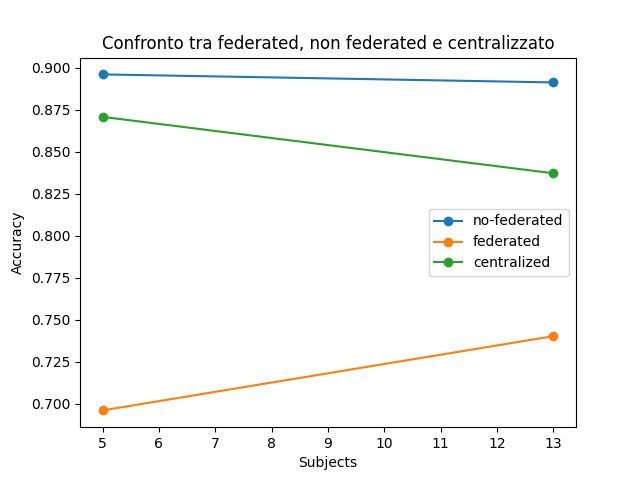 Confronto tra federated, non federated e centralizzato
0.900
0.875
0.850
0.825
0.800
0.775
0.750
0.725
0.700
Accuracy
no-federated
federated
centralized
5 6 7 8 9 10 11 12 13
Subjects